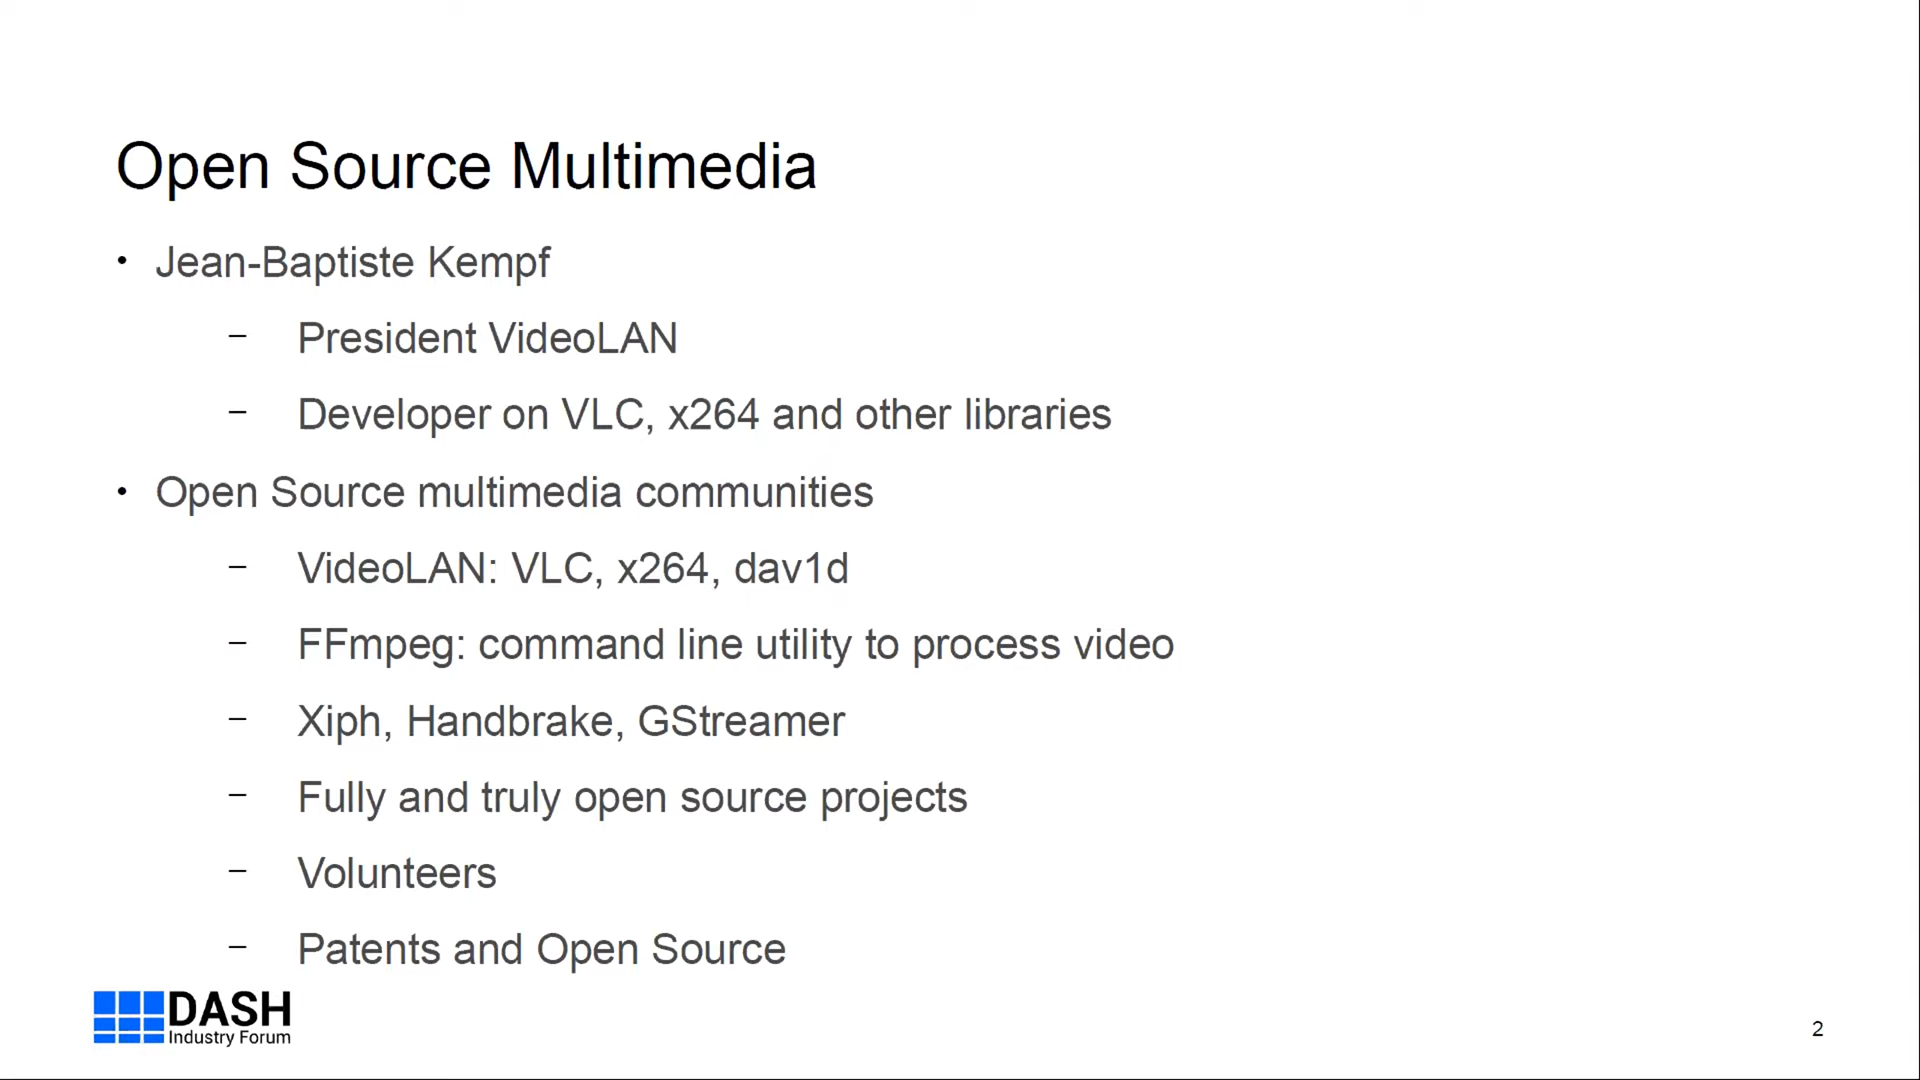 Open Source Multimedia
• Jean-Baptiste Kempf
– President VideoLAN
– Developer on VLC, x264 and other libraries
• Open Source multimedia communities
– VideoLAN: VLC, x264, dav1d
– FFmpeg: command line utility to process video
– Xiph, Handbrake, GStreamer
– Fully and truly open source projects
– Volunteers
– Patents and Open Source
DASH
Industry Forum
2